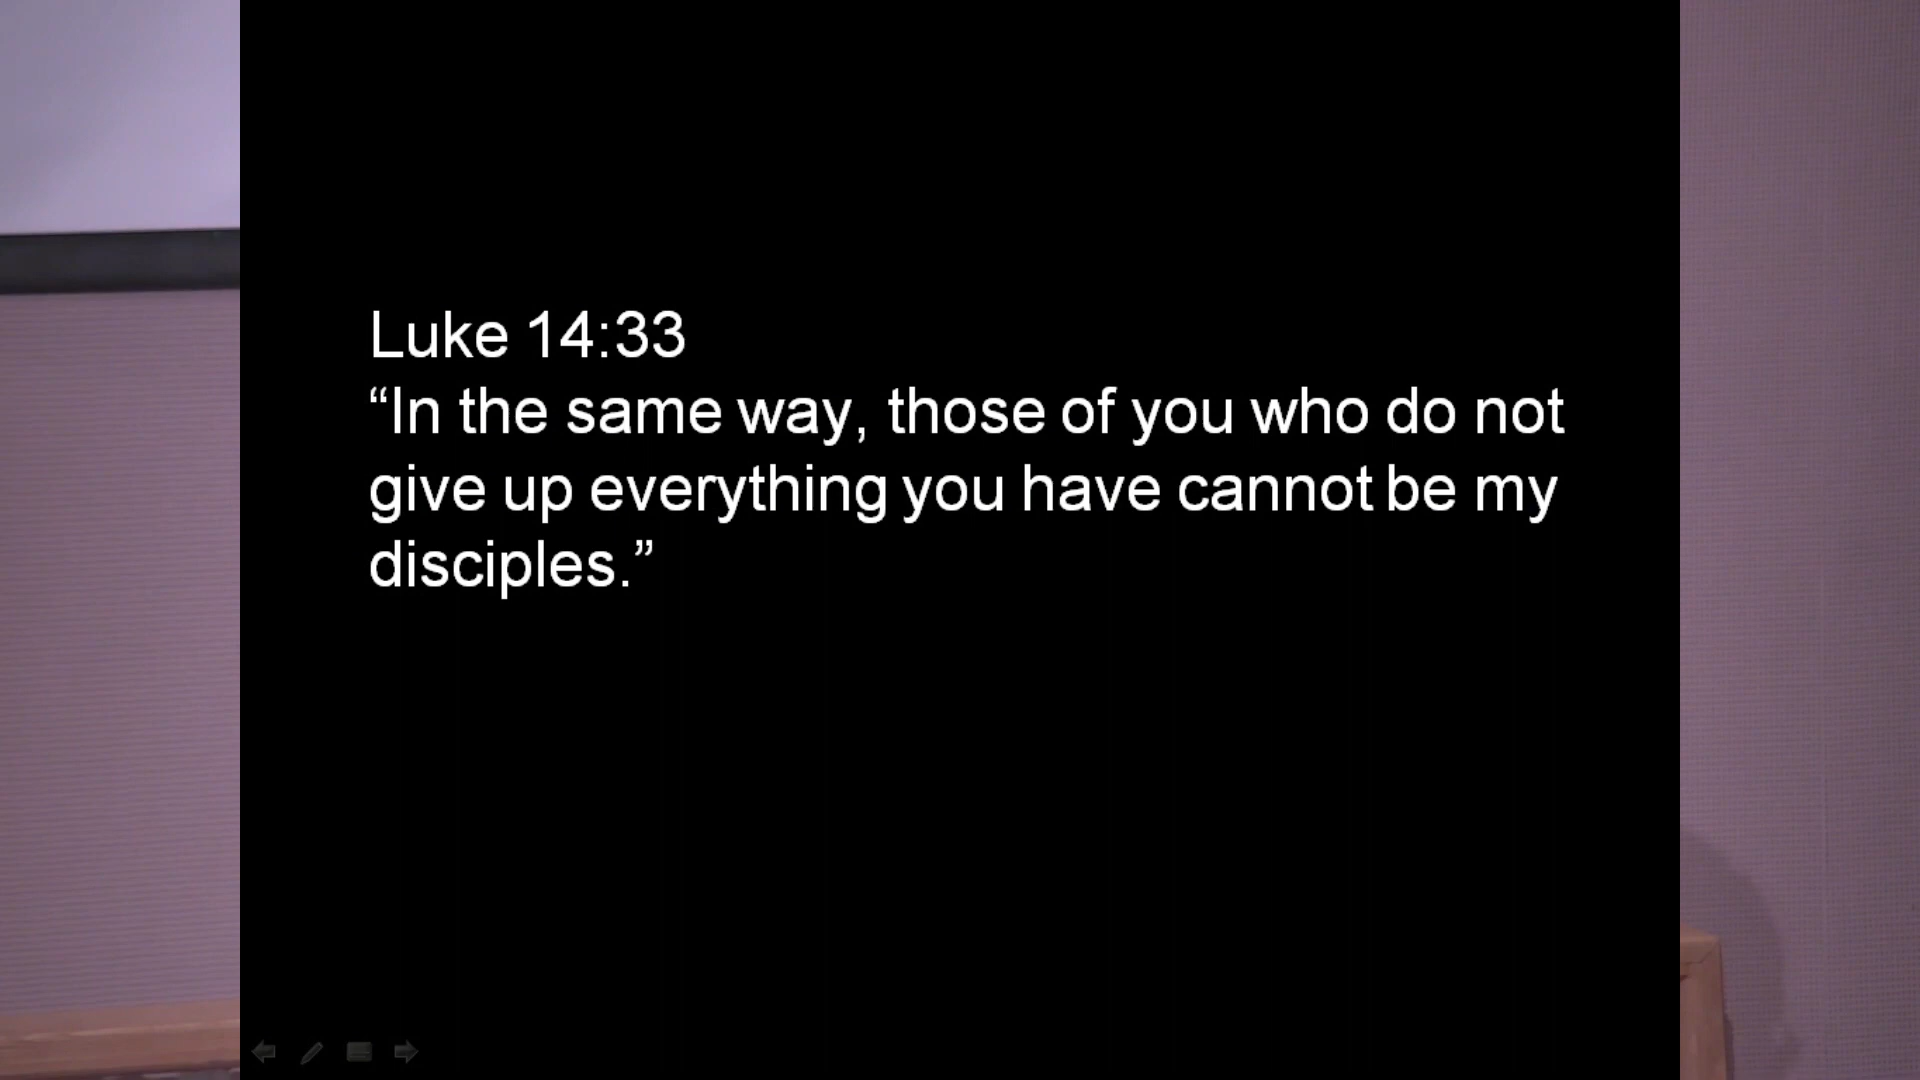 Luke 14:33
“In the same way, those of you who do not
give up everything you have cannot be my
disciples.”